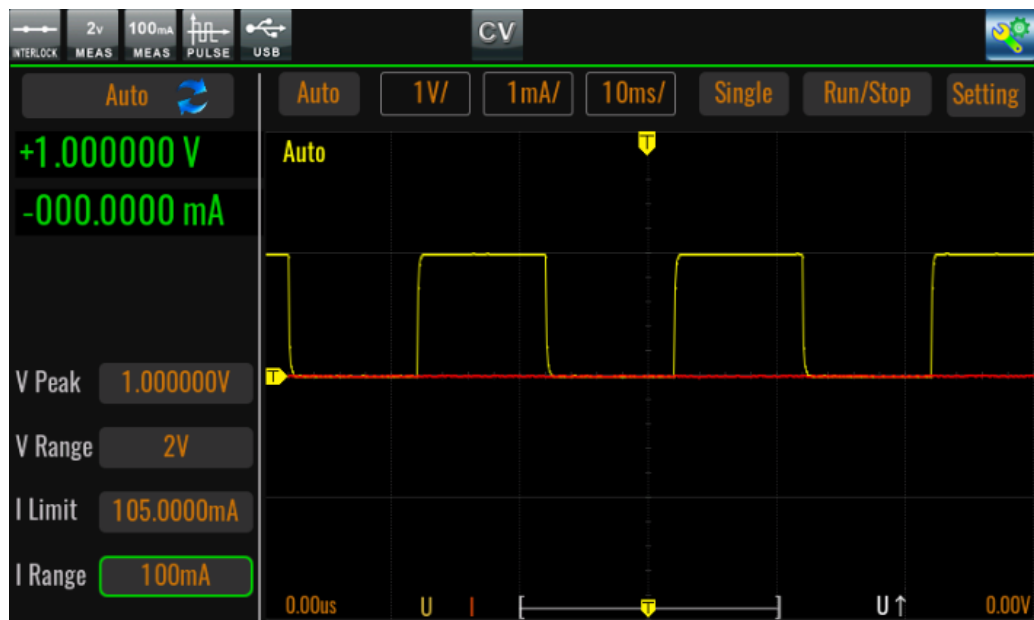 2v 100mA CV
INTERLOCK MEAS MEAS PULSE USB
Auto Auto 1V/ 1mA/ 10ms/ Single Run/Stop Setting
+1.000000 V
-000.0000 mA
Auto
T
T
V Peak 1.000000V
V Range 2V
I Limit 105.0000mA
I Range 100mA
0.00us U I [ T ] U↑ 0.00V